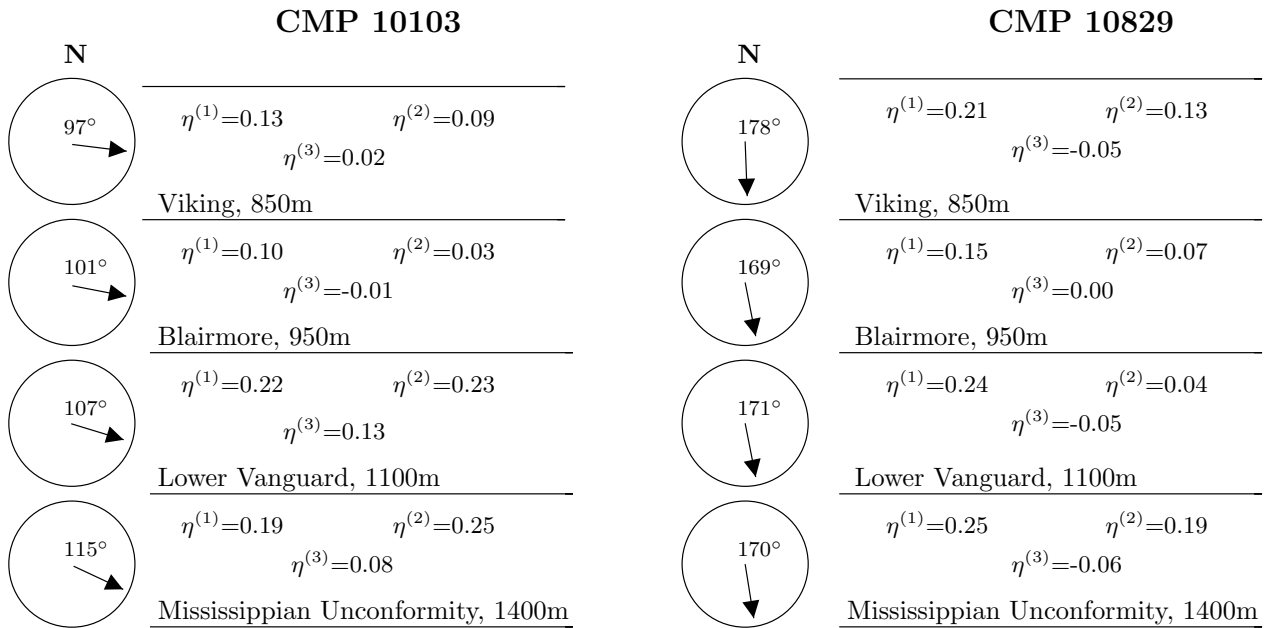 CMP 10103
N
97°
η⁽¹⁾=0.13 η⁽²⁾=0.09
η⁽³⁾=0.02
Viking, 850m
101°
η⁽¹⁾=0.10 η⁽²⁾=0.03
η⁽³⁾=-0.01
Blairmore, 950m
107°
η⁽¹⁾=0.22 η⁽²⁾=0.23
η⁽³⁾=0.13
Lower Vanguard, 1100m
115°
η⁽¹⁾=0.19 η⁽²⁾=0.25
η⁽³⁾=0.08
Mississippian Unconformity, 1400m
CMP 10829
N
178°
η⁽¹⁾=0.21 η⁽²⁾=0.13
η⁽³⁾=-0.05
Viking, 850m
169°
η⁽¹⁾=0.15 η⁽²⁾=0.07
η⁽³⁾=0.00
Blairmore, 950m
171°
η⁽¹⁾=0.24 η⁽²⁾=0.04
η⁽³⁾=-0.05
Lower Vanguard, 1100m
170°
η⁽¹⁾=0.25 η⁽²⁾=0.19
η⁽³⁾=-0.06
Mississippian Unconformity, 1400m